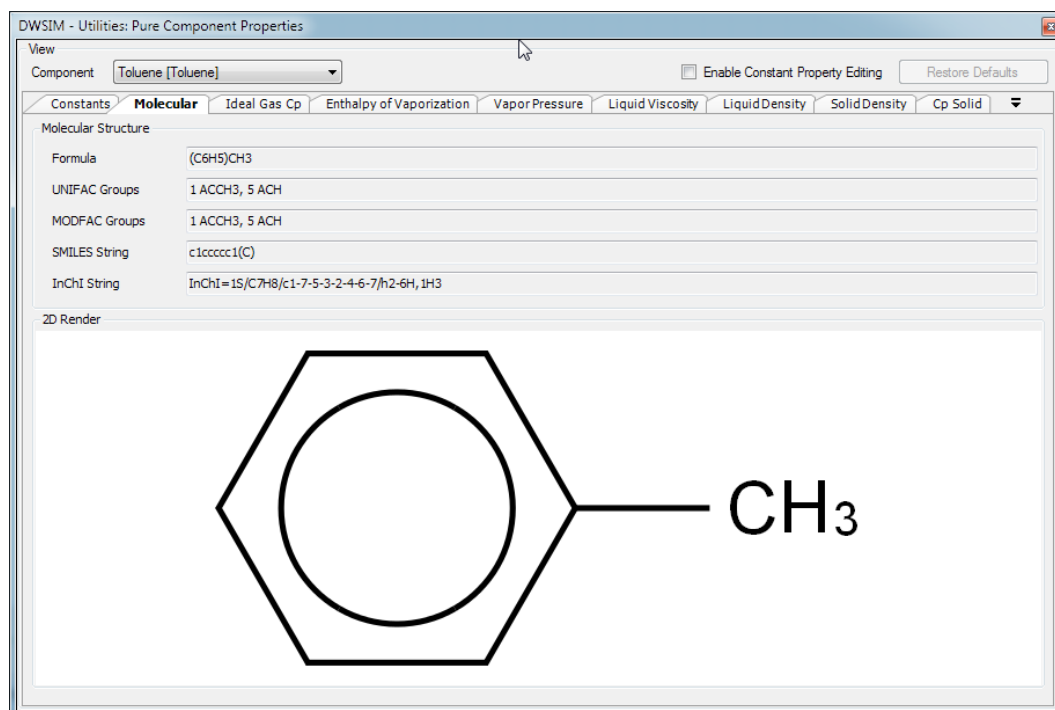 DWSIM - Utilities: Pure Component Properties
View
Component Toluene [Toluene] Enable Constant Property Editing Restore Defaults
Constants Molecular Ideal Gas Cp Enthalpy of Vaporization Vapor Pressure Liquid Viscosity Liquid Density Solid Density Cp Solid
Molecular Structure
Formula (C6H5)CH3
UNIFAC Groups 1 ACCH3, 5 ACH
MODFAC Groups 1 ACCH3, 5 ACH
SMILES String c1ccccc1(C)
InChI String InChI=1S/C7H8/c1-7-5-3-2-4-6-7/h2-6H,1H3
2D Render
CH3